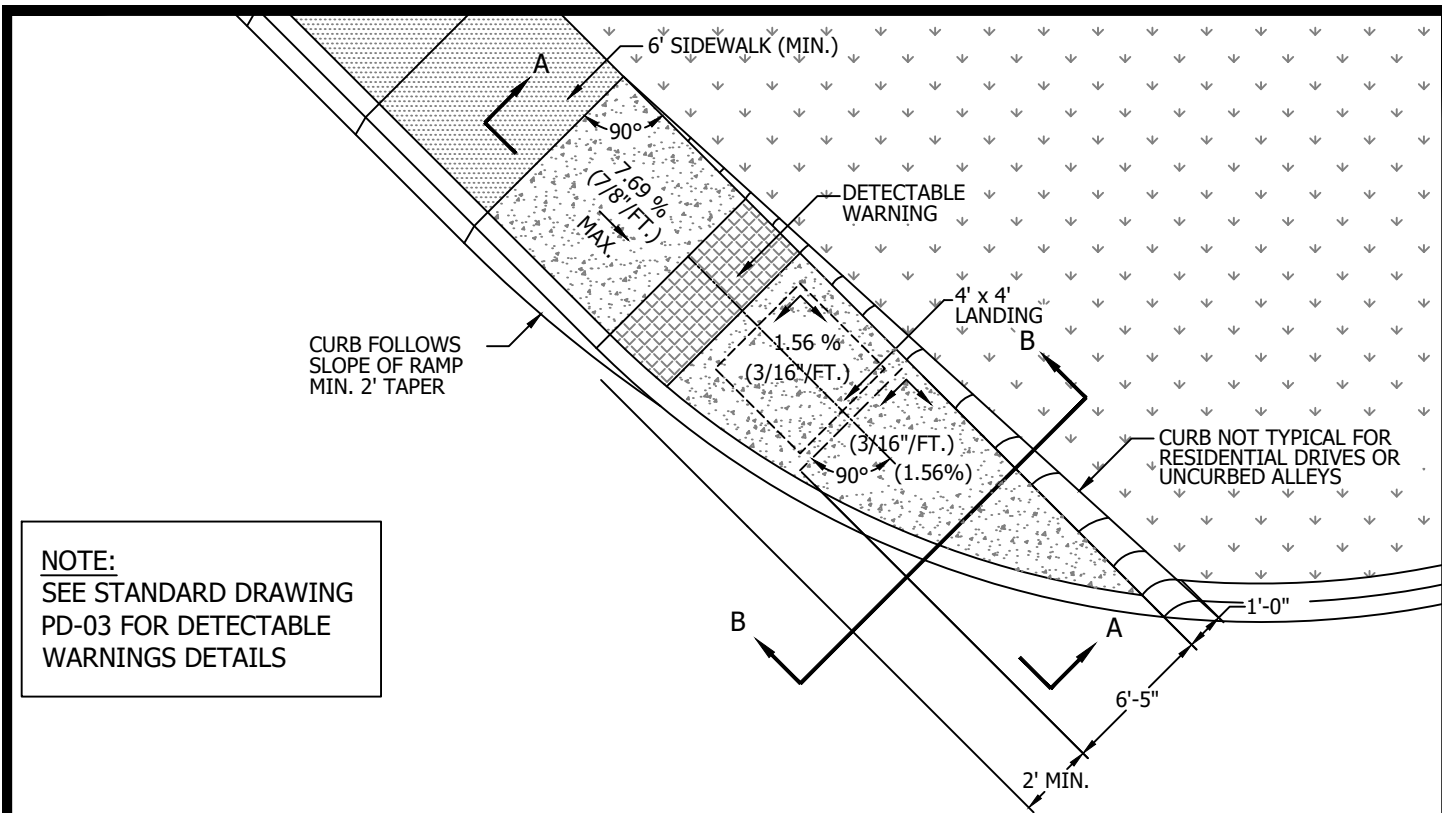 6' SIDEWALK (MIN.)
A
90°
7.69 %
(7/8"/FT.)
MAX.
DETECTABLE
WARNING
4' x 4'
LANDING
B
1.56 %
(3/16"/FT.)
CURB FOLLOWS
SLOPE OF RAMP
MIN. 2' TAPER
(3/16"/FT.)
90°
(1.56%)
CURB NOT TYPICAL FOR
RESIDENTIAL DRIVES OR
UNCURBED ALLEYS
NOTE:
SEE STANDARD DRAWING
PD-03 FOR DETECTABLE
WARNINGS DETAILS
B
A
1'-0"
6'-5"
2' MIN.